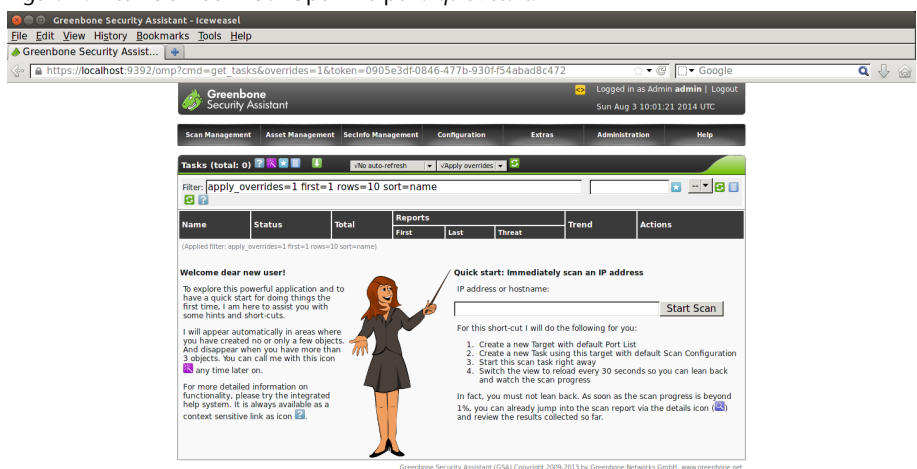 Greenbone Security Assistant - Iceweasel
File Edit View History Bookmarks Tools Help
Greenbone Security Assist...
https://localhost:9392/omp?cmd=get_tasks&overrides=1&token=0905e3df-0846-477b-930f-f54abad8c472
Google
Greenbone
Security Assistant
Logged in as Admin admin | Logout
Sun Aug 3 10:01:21 2014 UTC
Scan Management Asset Management SecInfo Management Configuration Extras Administration Help
Tasks (total: 0) √No auto-refresh √Apply overrides
Filter: apply_overrides=1 first=1 rows=10 sort=name --
Name Status Total Reports Trend Actions
First Last Threat
(Applied filter: apply_overrides=1 first=1 rows=10 sort=name)
Welcome dear new user!
To explore this powerful application and to
have a quick start for doing things the
first time, I am here to assist you with
some hints and short-cuts.
I will appear automatically in areas where
you have created no or only a few objects.
And disappear when you have more than
3 objects. You can call me with this icon
any time later on.
For more detailed information on
functionality, please try the integrated
help system. It is always available as a
context sensitive link as icon ?.
Quick start: Immediately scan an IP address
IP address or hostname:
Start Scan
For this short-cut I will do the following for you:
1. Create a new Target with default Port List
2. Create a new Task using this target with default Scan Configuration
3. Start this scan task right away
4. Switch the view to reload every 30 seconds so you can lean back
and watch the scan progress
In fact, you must not lean back. As soon as the scan progress is beyond
1%, you can already jump into the scan report via the details icon ( )
and review the results collected so far.
Greenbone Security Assistant (GSA) Copyright 2009-2013 by Greenbone Networks GmbH, www.greenbone.net